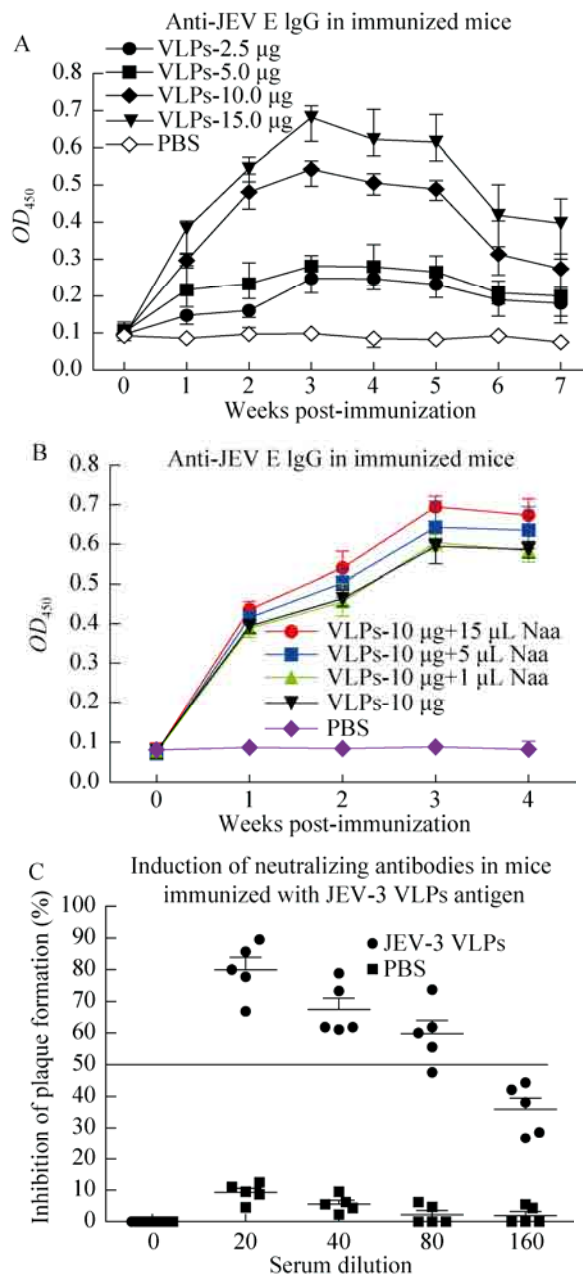 A
Anti-JEV E IgG in immunized mice
VLPs-2.5 μg
VLPs-5.0 μg
VLPs-10.0 μg
VLPs-15.0 μg
PBS
0.8
0.7
0.6
0.5
0.4
0.3
0.2
0.1
0.0
OD450
0 1 2 3 4 5 6 7
Weeks post-immunization
B
Anti-JEV E IgG in immunized mice
0.8
0.7
0.6
0.5
0.4
0.3
0.2
0.1
0.0
OD450
VLPs-10 μg+15 μL Naa
VLPs-10 μg+5 μL Naa
VLPs-10 μg+1 μL Naa
VLPs-10 μg
PBS
0 1 2 3 4
Weeks post-immunization
C
Induction of neutralizing antibodies in mice
immunized with JEV-3 VLPs antigen
JEV-3 VLPs
PBS
100
90
80
70
60
50
40
30
20
10
0
Inhibition of plaque formation (%)
0 20 40 80 160
Serum dilution